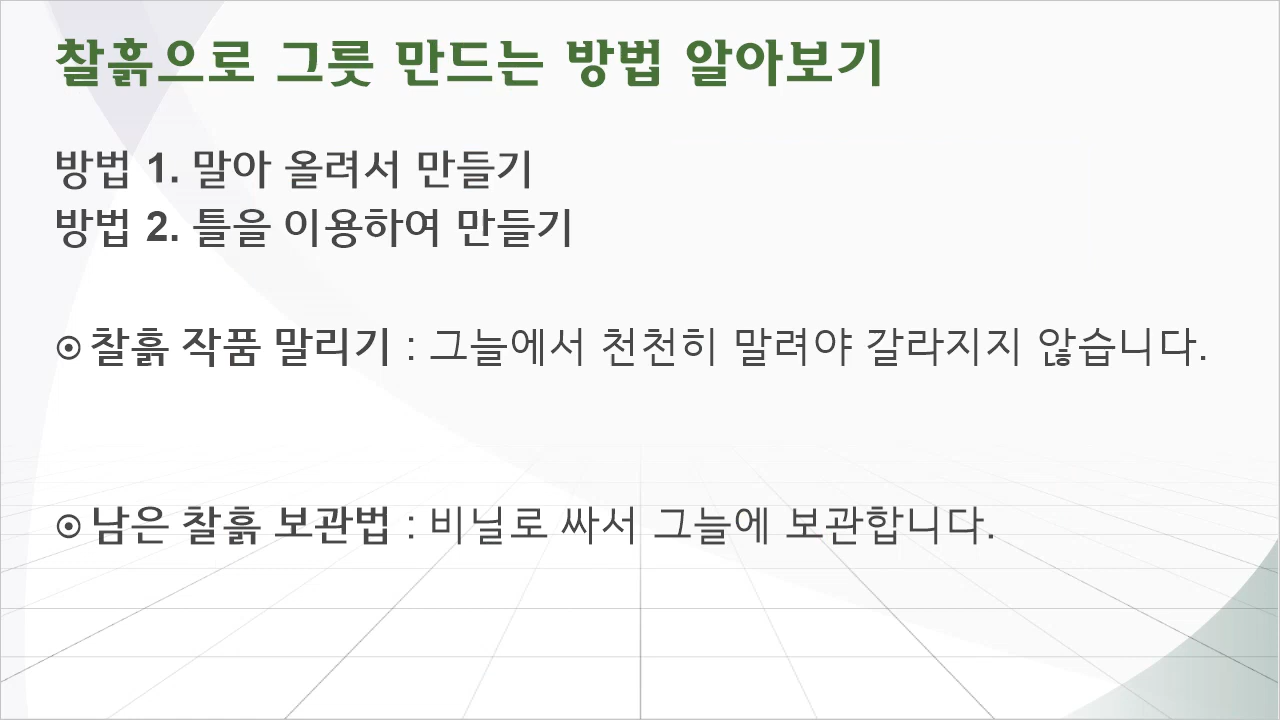 찰흙으로 그릇 만드는 방법 알아보기
방법 1. 말아 올려서 만들기
방법 2. 틀을 이용하여 만들기
⊙ 찰흙 작품 말리기 : 그늘에서 천천히 말려야 갈라지지 않습니다.
⊙ 남은 찰흙 보관법 : 비닐로 싸서 그늘에 보관합니다.